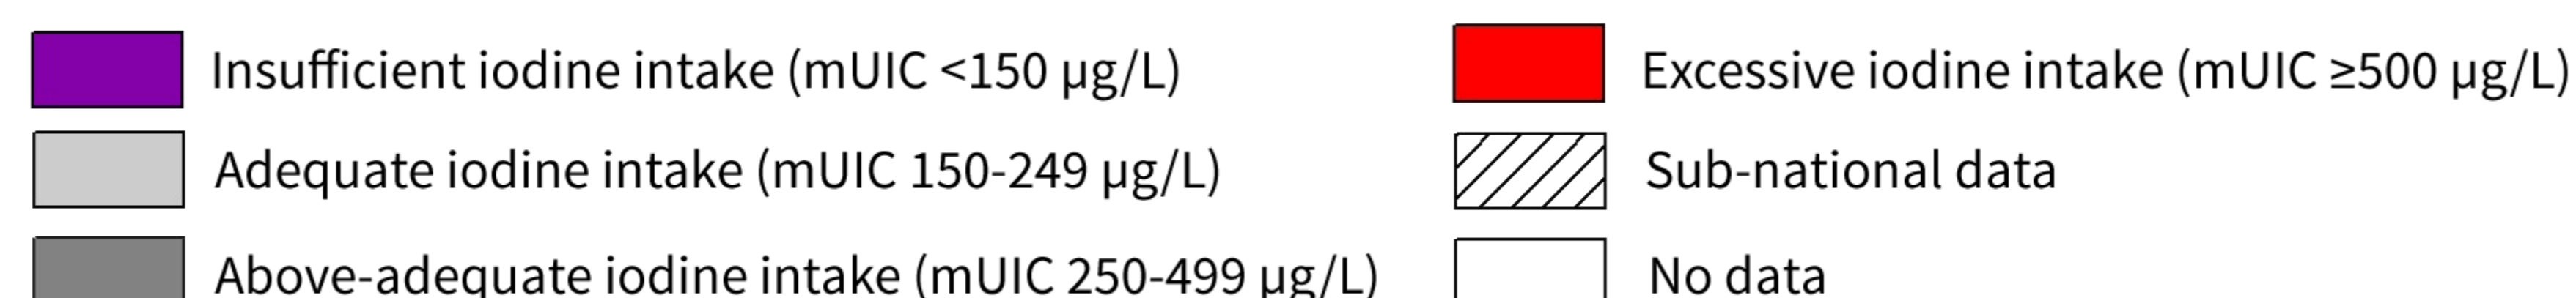 Insufficient iodine intake (mUIC <150 µg/L)
Adequate iodine intake (mUIC 150-249 µg/L)
Above-adequate iodine intake (mUIC 250-499 µg/L)
Excessive iodine intake (mUIC ≥500 µg/L)
Sub-national data
No data